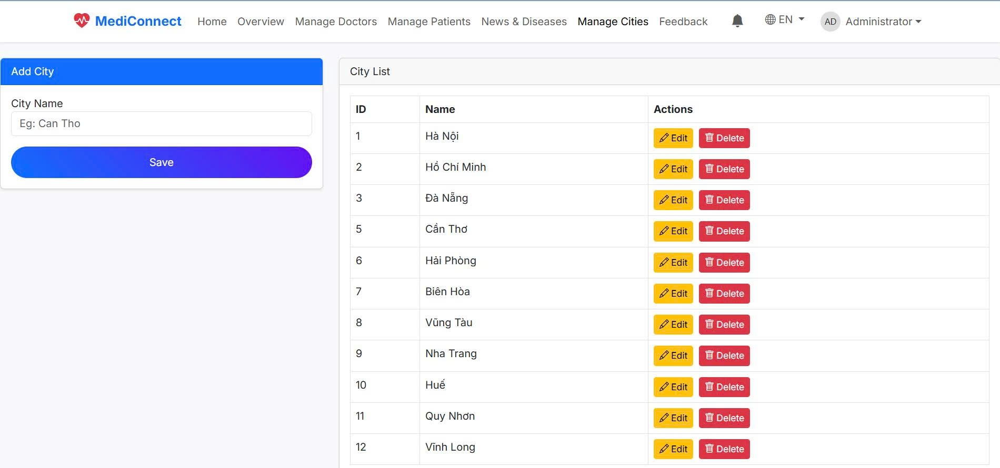 MediConnect Home Overview Manage Doctors Manage Patients News & Diseases Manage Cities Feedback EN AD Administrator
Add City
City Name
Eg: Can Tho
Save
City List
ID Name Actions
1 Hà Nội Edit Delete
2 Hồ Chí Minh Edit Delete
3 Đà Nẵng Edit Delete
5 Cần Thơ Edit Delete
6 Hải Phòng Edit Delete
7 Biên Hòa Edit Delete
8 Vũng Tàu Edit Delete
9 Nha Trang Edit Delete
10 Huế Edit Delete
11 Quy Nhơn Edit Delete
12 Vĩnh Long Edit Delete